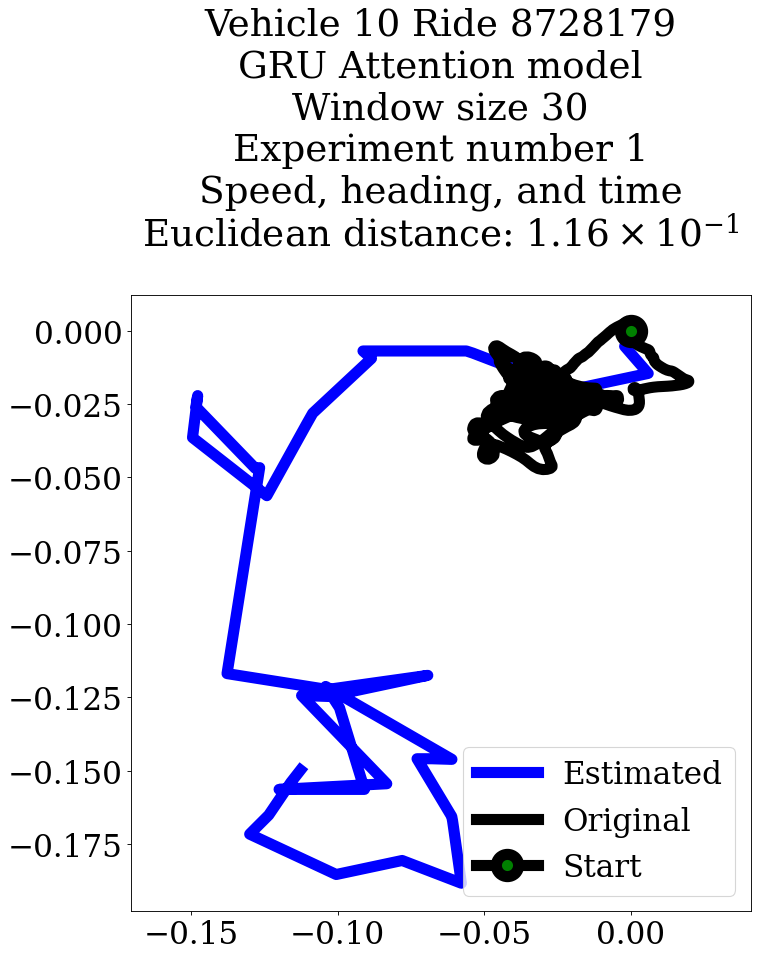 Vehicle 10 Ride 8728179
GRU Attention model
Window size 30
Experiment number 1
Speed, heading, and time
Euclidean distance: 1.16 × 10⁻¹
0.000
−0.025
−0.050
−0.075
−0.100
−0.125
−0.150
−0.175
Estimated
Original
Start
−0.15
−0.10
−0.05
0.00